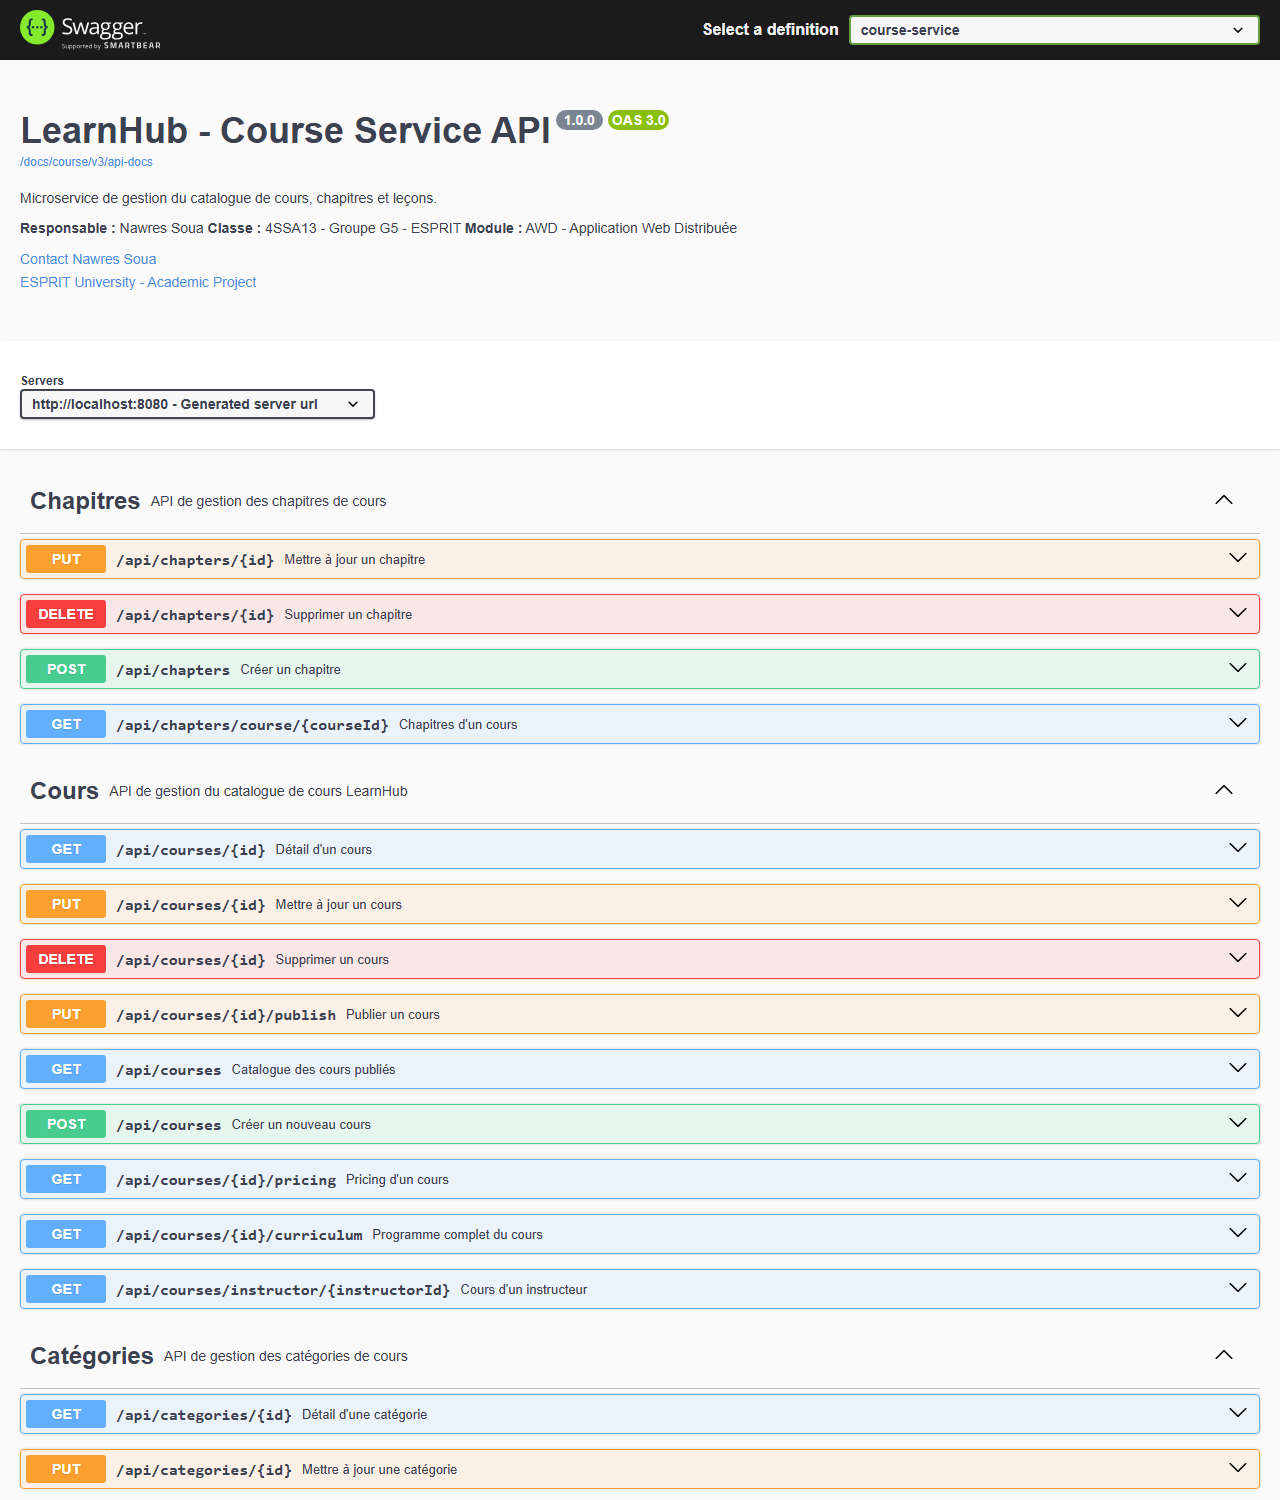 Swagger
Supported by SMARTBEAR
Select a definition
course-service
LearnHub - Course Service API 1.0.0 OAS 3.0
/docs/course/v3/api-docs
Microservice de gestion du catalogue de cours, chapitres et leçons.
Responsable : Nawres Soua Classe : 4SSA13 - Groupe G5 - ESPRIT Module : AWD - Application Web Distribuée
Contact Nawres Soua
ESPRIT University - Academic Project
Servers
http://localhost:8080 - Generated server url
Chapitres API de gestion des chapitres de cours
PUT /api/chapters/{id} Mettre à jour un chapitre
DELETE /api/chapters/{id} Supprimer un chapitre
POST /api/chapters Créer un chapitre
GET /api/chapters/course/{courseId} Chapitres d'un cours
Cours API de gestion du catalogue de cours LearnHub
GET /api/courses/{id} Détail d'un cours
PUT /api/courses/{id} Mettre à jour un cours
DELETE /api/courses/{id} Supprimer un cours
PUT /api/courses/{id}/publish Publier un cours
GET /api/courses Catalogue des cours publiés
POST /api/courses Créer un nouveau cours
GET /api/courses/{id}/pricing Pricing d'un cours
GET /api/courses/{id}/curriculum Programme complet du cours
GET /api/courses/instructor/{instructorId} Cours d'un instructeur
Catégories API de gestion des catégories de cours
GET /api/categories/{id} Détail d'une catégorie
PUT /api/categories/{id} Mettre à jour une catégorie